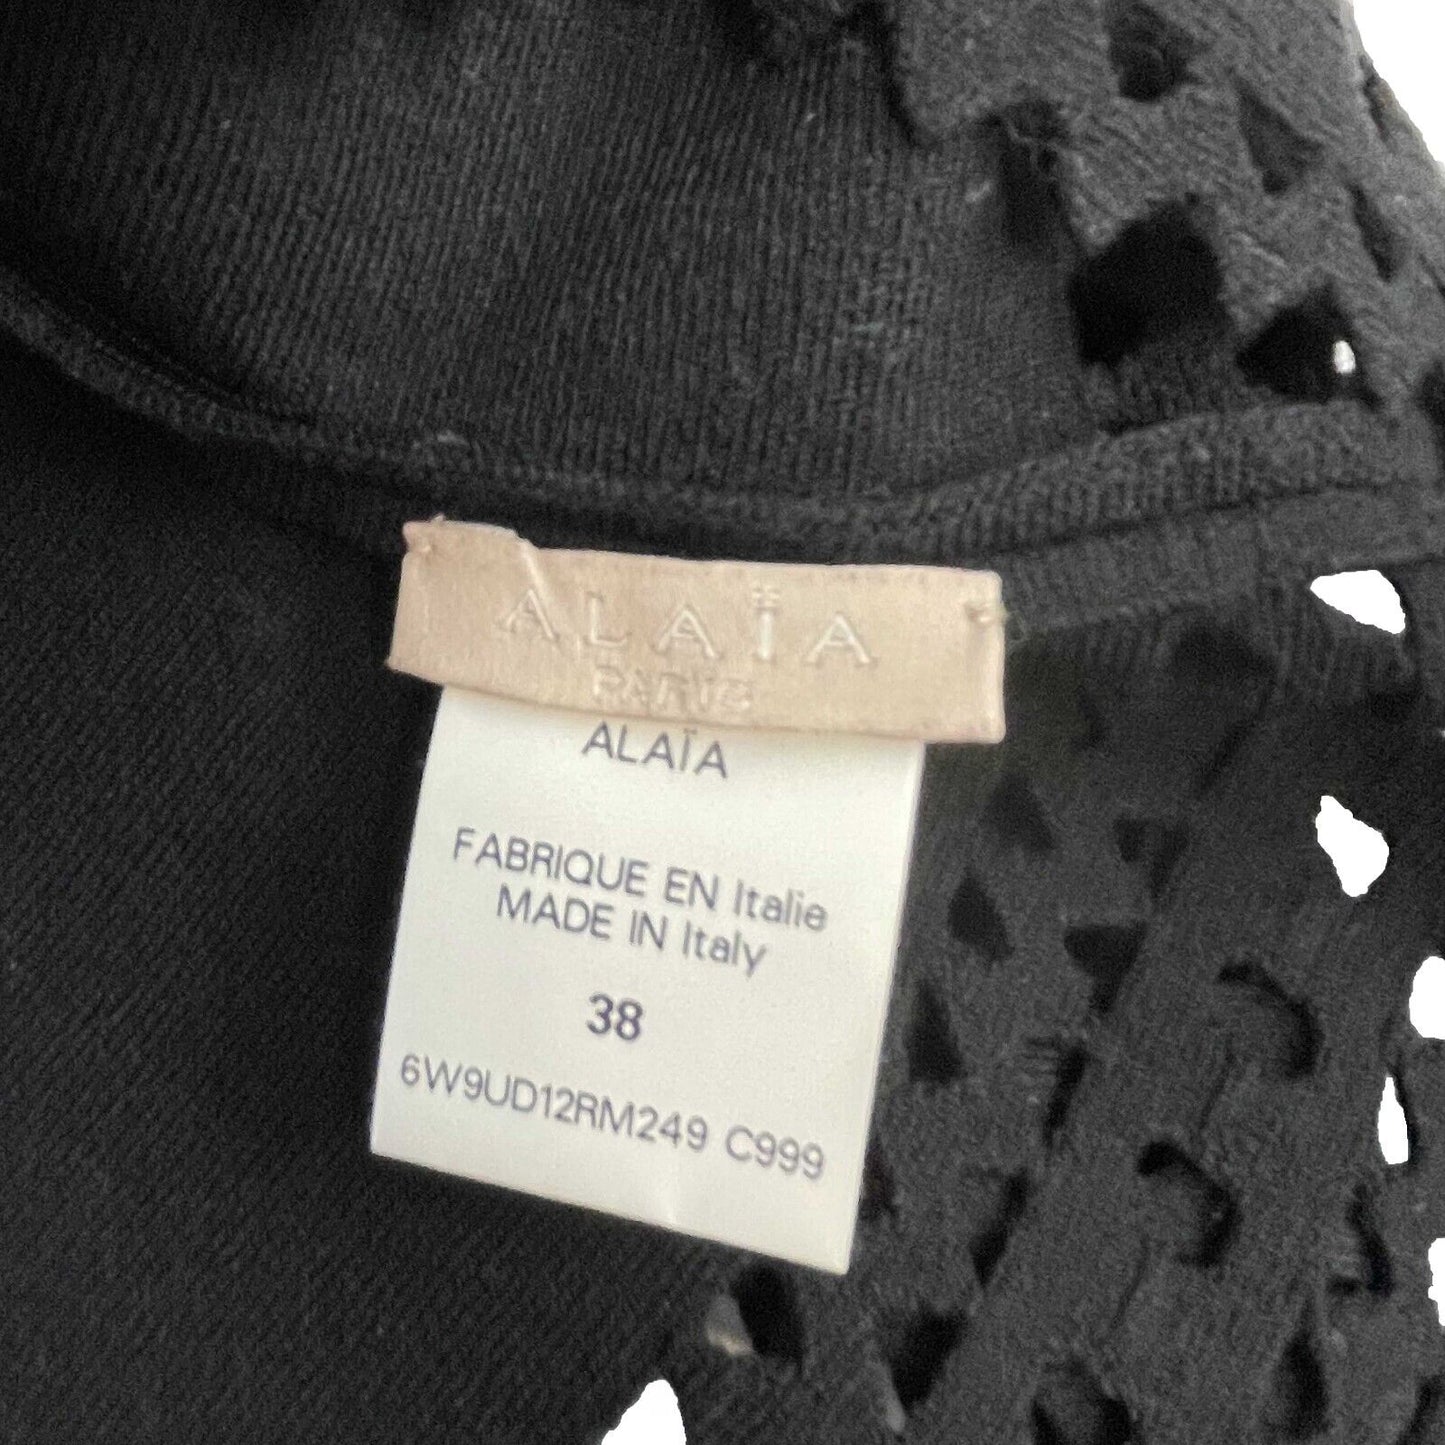 ALAÏA
PARIS
ALAÏA
FABRIQUE EN Italie
MADE IN Italy
38
6W9UD12RM249 C999